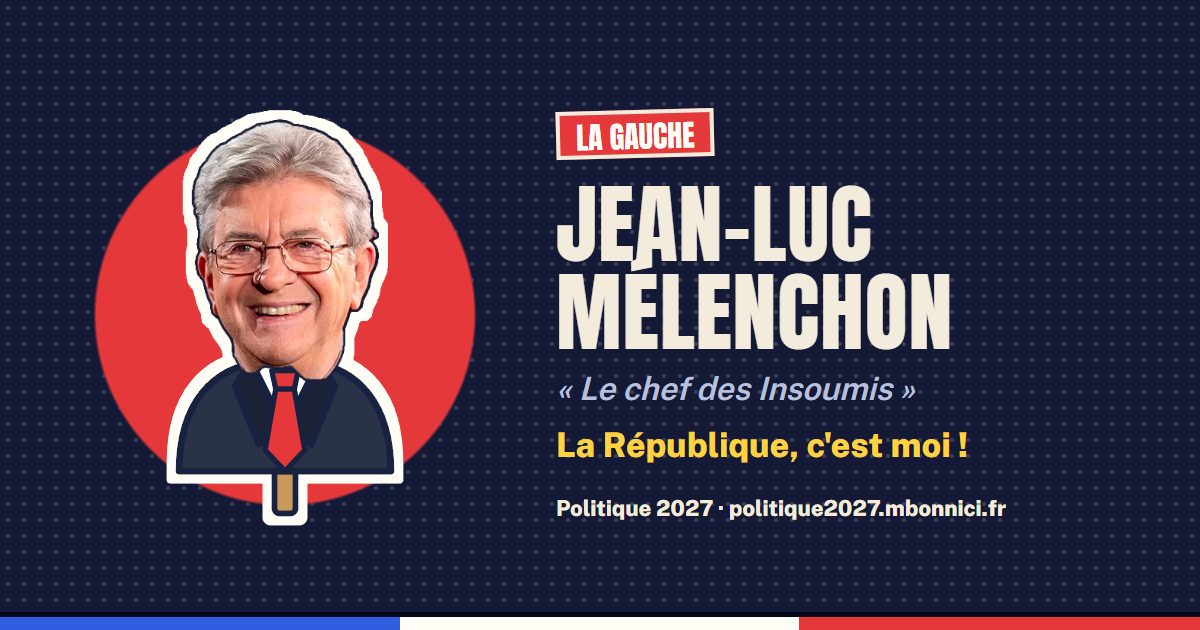 LA GAUCHE
JEAN-LUC
MÉLENCHON
« Le chef des Insoumis »
La République, c'est moi !
Politique 2027 · politique2027.mbonnici.fr